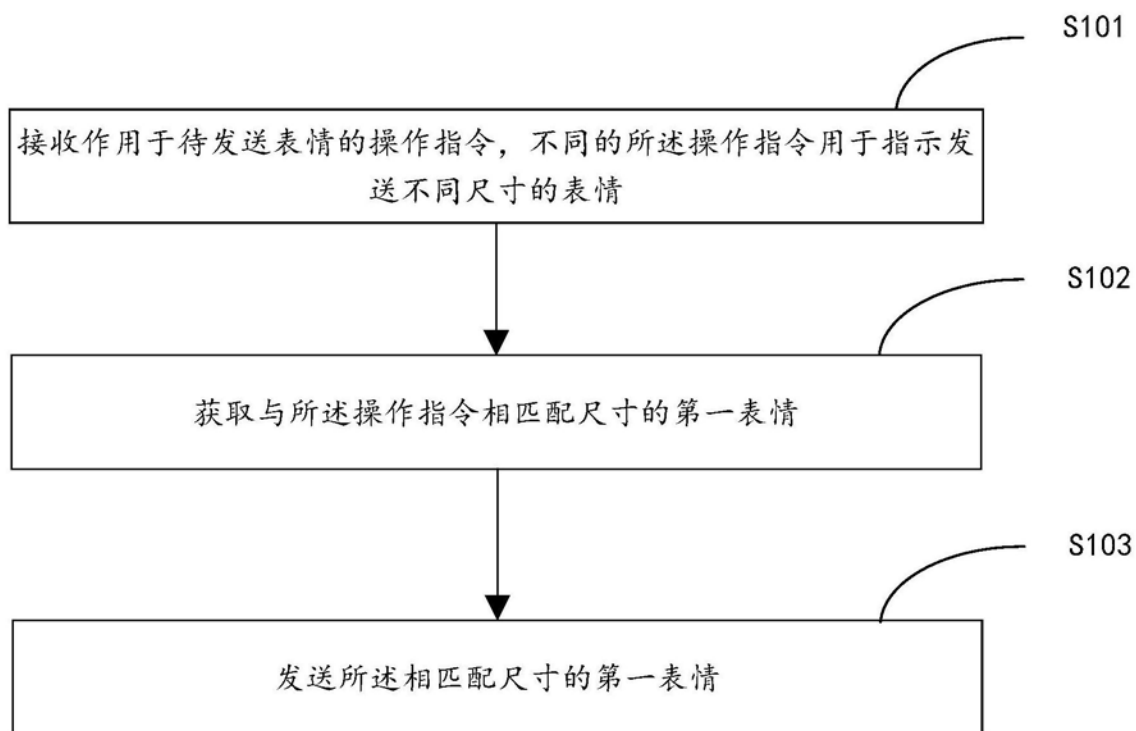 S101
接收作用于待发送表情的操作指令，不同的所述操作指令用于指示发
送不同尺寸的表情
S102
获取与所述操作指令相匹配尺寸的第一表情
S103
发送所述相匹配尺寸的第一表情